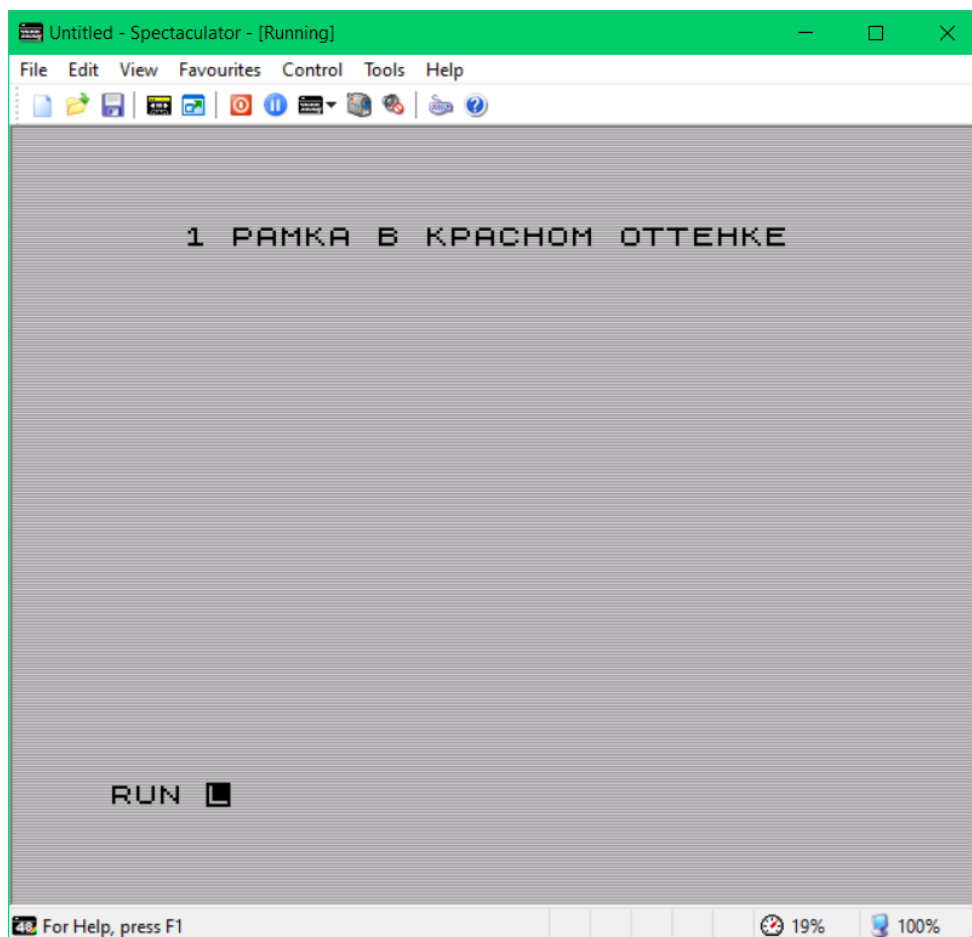 Untitled - Spectaculator - [Running]
File Edit View Favourites Control Tools Help
1 РАМКА В КРАСНОМ ОТТЕНКЕ
RUN L
48 For Help, press F1 19% 100%